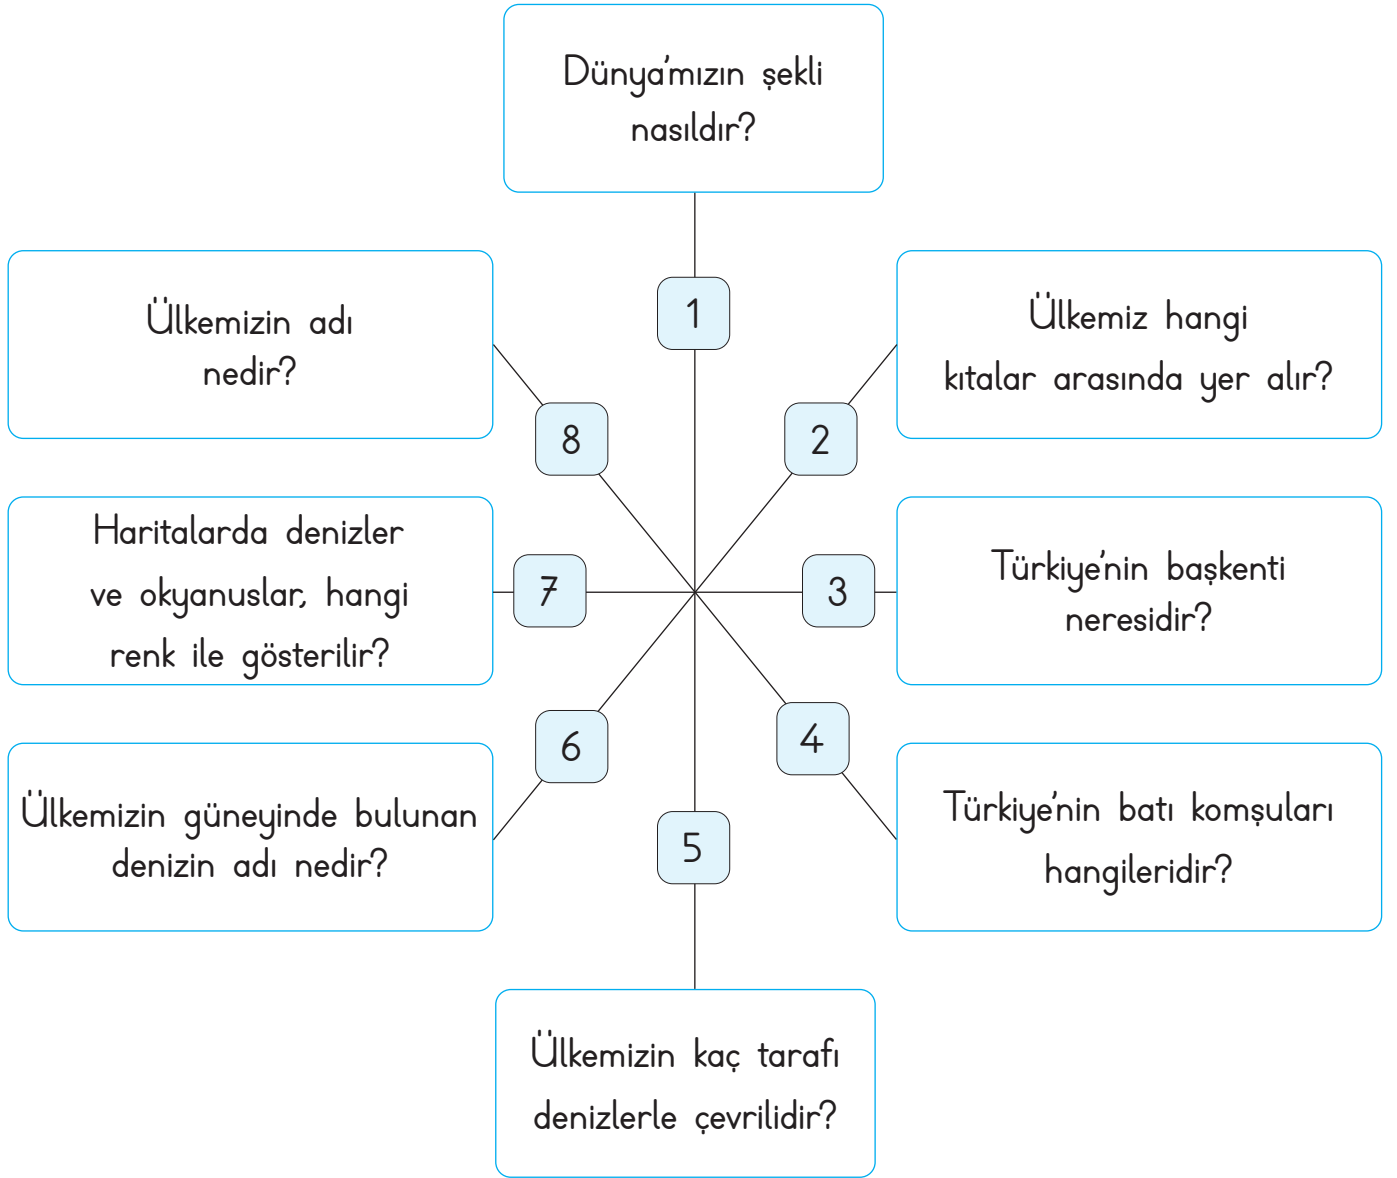 Dünya'mızın şekli
nasıldır?
1
Ülkemiz hangi
kıtalar arasında yer alır?
2
Türkiye'nin başkenti
neresidir?
3
Türkiye'nin batı komşuları
hangileridir?
4
Ülkemizin kaç tarafı
denizlerle çevrilidir?
5
Ülkemizin güneyinde bulunan
denizin adı nedir?
6
Haritalarda denizler
ve okyanuslar, hangi
renk ile gösterilir?
7
Ülkemizin adı
nedir?
8